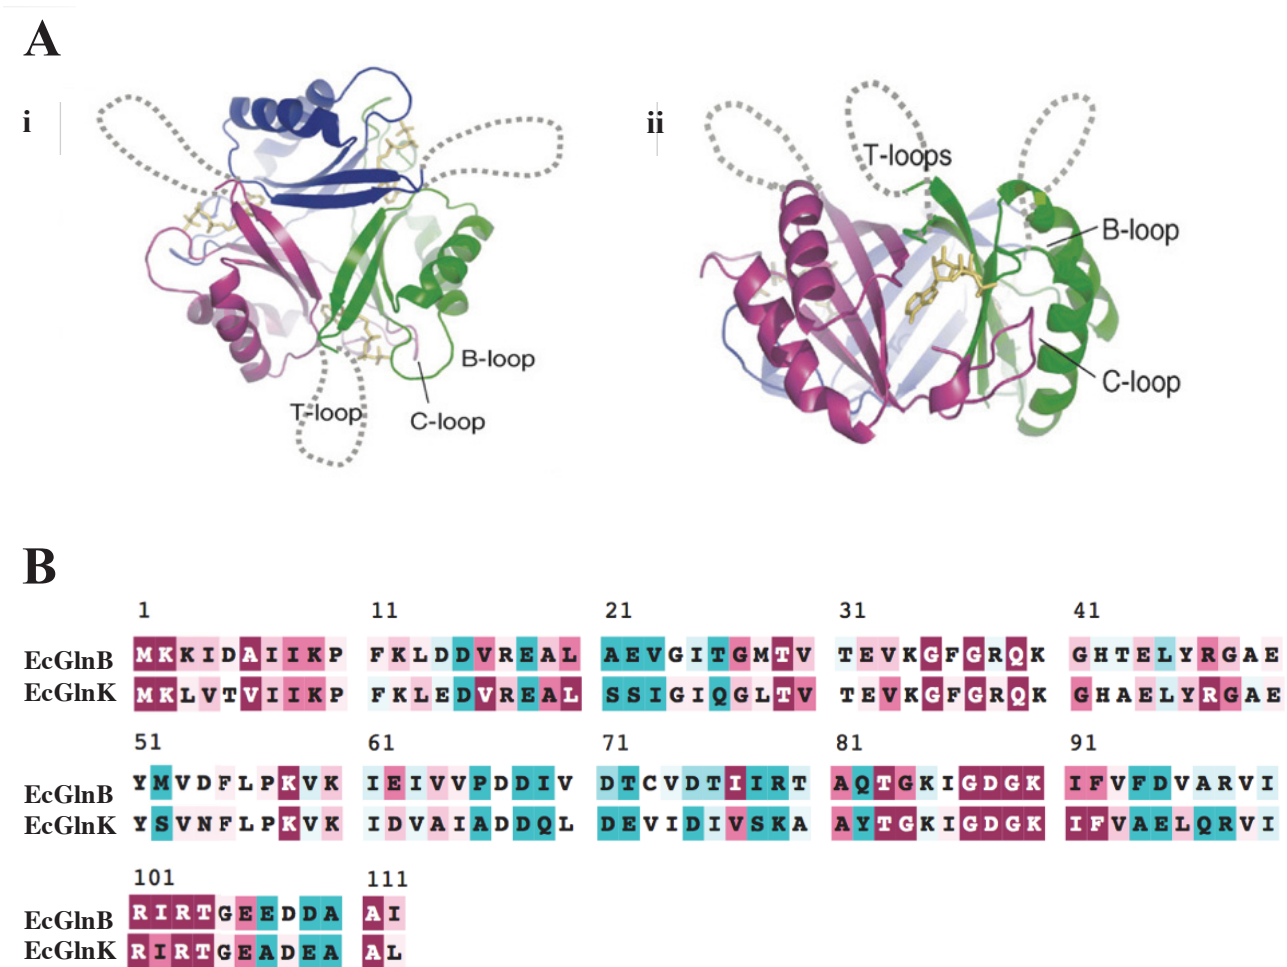 A
i
ii
T-loops
B-loop
B-loop
C-loop
T-loop
C-loop
B
1 11 21 31 41
EcGlnB MKKIDAIIKP FKLDDVREAL AEVGITGMTV TEVKGFGRQK GHTELYRGAE
EcGlnK MKLVTVIIKP FKLEDVREAL SSIGIQGLTV TEVKGFGRQK GHAELYRGAE
51 61 71 81 91
EcGlnB YMVDFLPKVK IEIVVPDDIV DTCVDTIIRT AQTGKIGDGK IFVFDVARVI
EcGlnK YSVNFLPKVK IDVAIADDQL DEVIDIVSKA AYTGKIGDGK IFVAELQRVI
101 111
EcGlnB RIRTGEEDDA AI
EcGlnK RIRTGEADEA AL